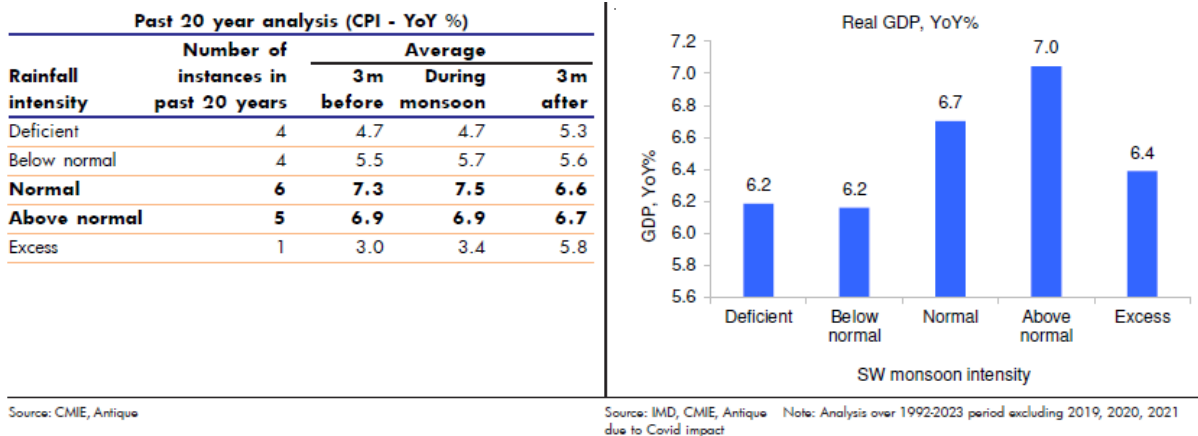 Past 20 year analysis (CPI - YoY %)
Number of Average
Rainfall instances in 3m During 3m
intensity past 20 years before monsoon after
Deficient 4 4.7 4.7 5.3
Below normal 4 5.5 5.7 5.6
Normal 6 7.3 7.5 6.6
Above normal 5 6.9 6.9 6.7
Excess 1 3.0 3.4 5.8
Source: CMIE, Antique
Real GDP, YoY%
GDP, YoY%
7.2
7.0
6.8
6.6
6.4
6.2
6.0
5.8
5.6
6.2
6.2
6.7
7.0
6.4
Deficient Below Normal Above Excess
normal normal
SW monsoon intensity
Source: IMD, CMIE, Antique Note: Analysis over 1992-2023 period excluding 2019, 2020, 2021
due to Covid impact